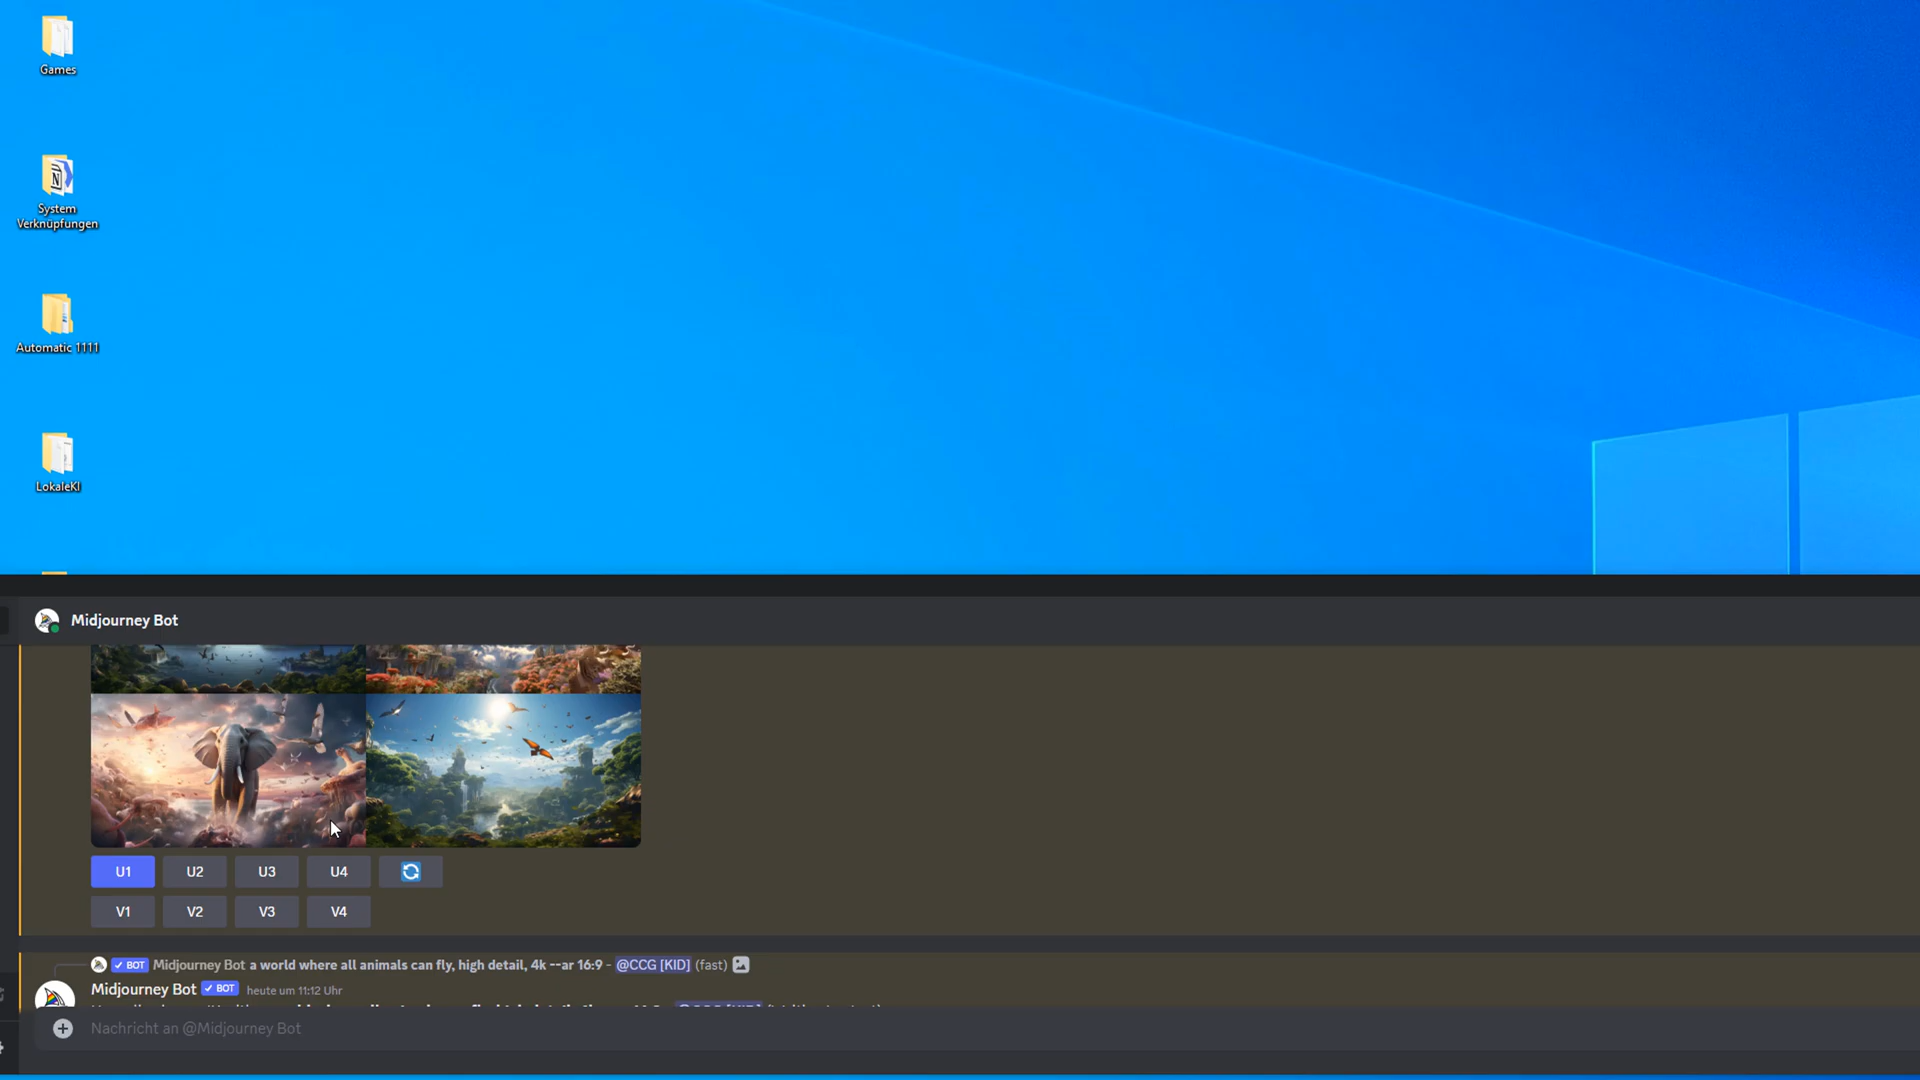 Games
System
Verknüpfungen
Automatic 1111
LokaleKI
Midjourney Bot
U1 U2 U3 U4
V1 V2 V3 V4
✓ BOT Midjourney Bot a world where all animals can fly, high detail, 4k --ar 16:9 - @CCG [KID] (fast)
Midjourney Bot ✓ BOT heute um 11:12 Uhr
Nachricht an @Midjourney Bot